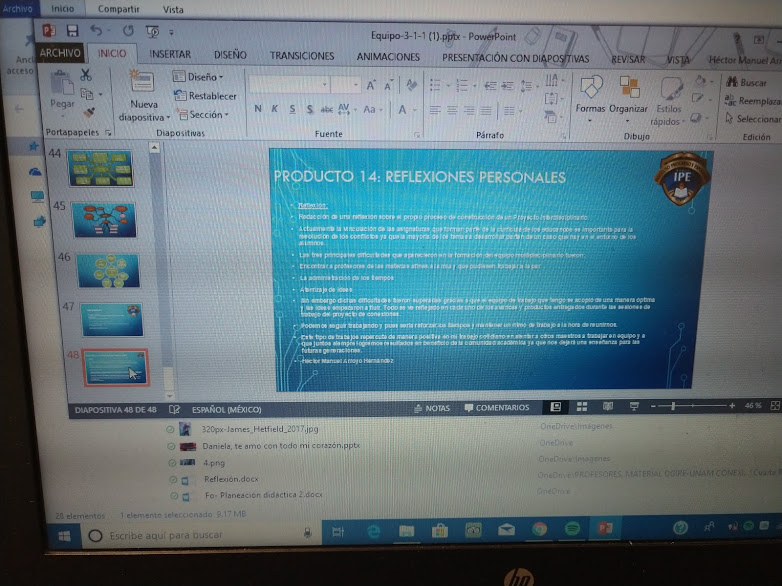 Archivo Inicio Compartir Vista
Equipo-3-1-1 (1).pptx - PowerPoint
ARCHIVO INICIO INSERTAR DISEÑO TRANSICIONES ANIMACIONES PRESENTACIÓN CON DIAPOSITIVAS REVISAR VISTA Héctor Manuel
Pegar
Nueva diapositiva
Diseño
Restablecer
Sección
Formas Organizar Estilos rápidos
Buscar
Reemplazar
Seleccionar
Portapapeles Diapositivas Fuente Párrafo Dibujo Edición
44
45
46
47
48
PRODUCTO 14: REFLEXIONES PERSONALES
IPE
Reflexión:
Redacción de una reflexión sobre el propio proceso de construcción de un Proyecto Interdisciplinario
Actualmente la vinculación de las asignaturas que forman parte de la currícula de los educandos es importante para la
resolución de los conflictos ya que la mayoría de los temas a desarrollar parten de un caso que hay en el entorno de los
alumnos.
Las tres principales dificultades que aparecieron en la formación del equipo multidisciplinario fueron:
Encontrar a profesores de las materias afines a la mía y que pudiesen trabajar a la par
La administración de los tiempos
Aterrizaje de ideas
Sin embargo dichas dificultades fueron superadas gracias a que el equipo de trabajo que tengo se acopló de una manera óptima
y las ideas empezaron a fluir. Todo es ve reflejado en cada uno de los avances y productos entregados durante las sesiones de
trabajo del proyecto de conexiones.
Podemos seguir trabajando y pues sería reforzar los tiempos y mantener un ritmo de trabajo a la hora de reunirnos.
Este tipo de trabajos repercute de manera positiva en mi trabajo cotidiano en alentar a otros maestros a trabajar en equipo y a
que juntos siempre logremos resultados en beneficio de la comunidad académica ya que nos dejará una enseñanza para las
futuras generaciones.
Héctor Manuel Arroyo Hernández
DIAPOSITIVA 48 DE 48 ESPAÑOL (MÉXICO) NOTAS COMENTARIOS 46 %
320px-James_Hetfield_2017.jpg OneDrive\Imágenes
Daniela, te amo con todo mi corazón.pptx OneDrive
4.png OneDrive\Imágenes
Reflexión.docx
Fo- Planeación didáctica 2.docx OneDrive
28 elementos 1 elemento seleccionado 9.17 MB
Escribe aquí para buscar
hp